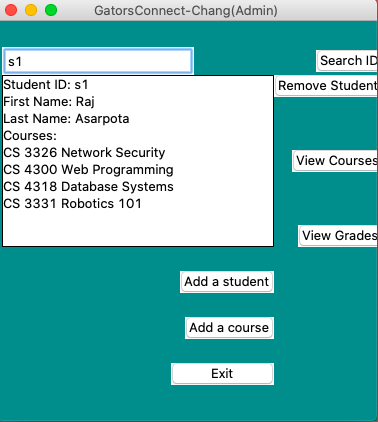 GatorsConnect-Chang(Admin)
s1
Search ID
Student ID: s1
Remove Student
First Name: Raj
Last Name: Asarpota
Courses:
CS 3326 Network Security
View Courses
CS 4300 Web Programming
CS 4318 Database Systems
CS 3331 Robotics 101
View Grades
Add a student
Add a course
Exit